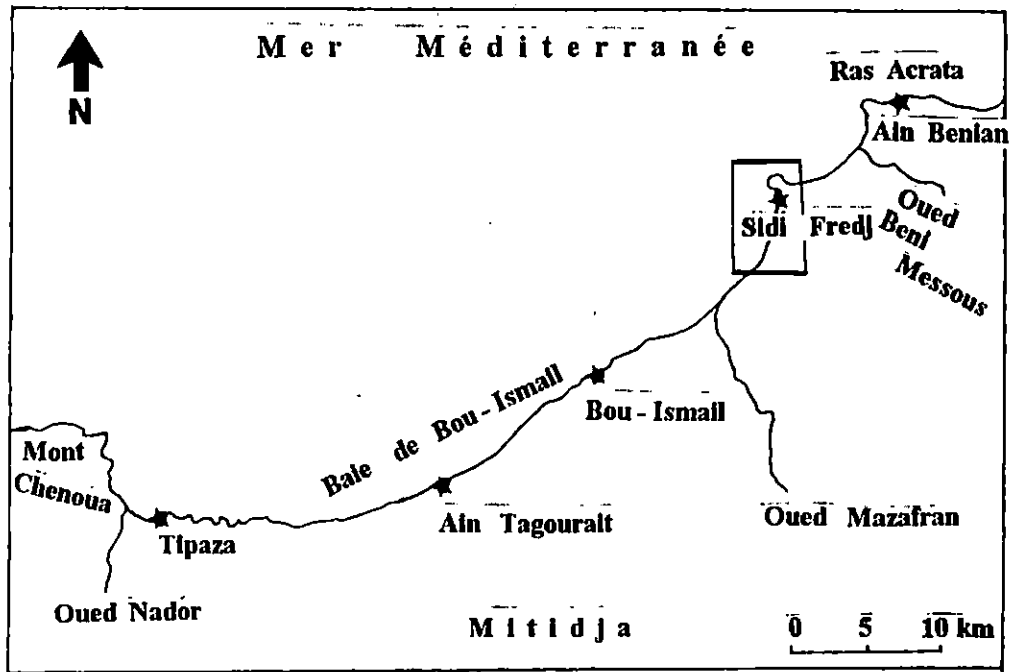 Mer Méditerranée
N
Ras Acrata
Ain Benian
Sidi Fredj
Oued
Beni
Messous
Baie de Bou-Ismail
Bou-Ismail
Mont
Chenoua
Ain Tagourait
Oued Mazafran
Tipaza
Oued Nador
Mitidja
0 5 10 km